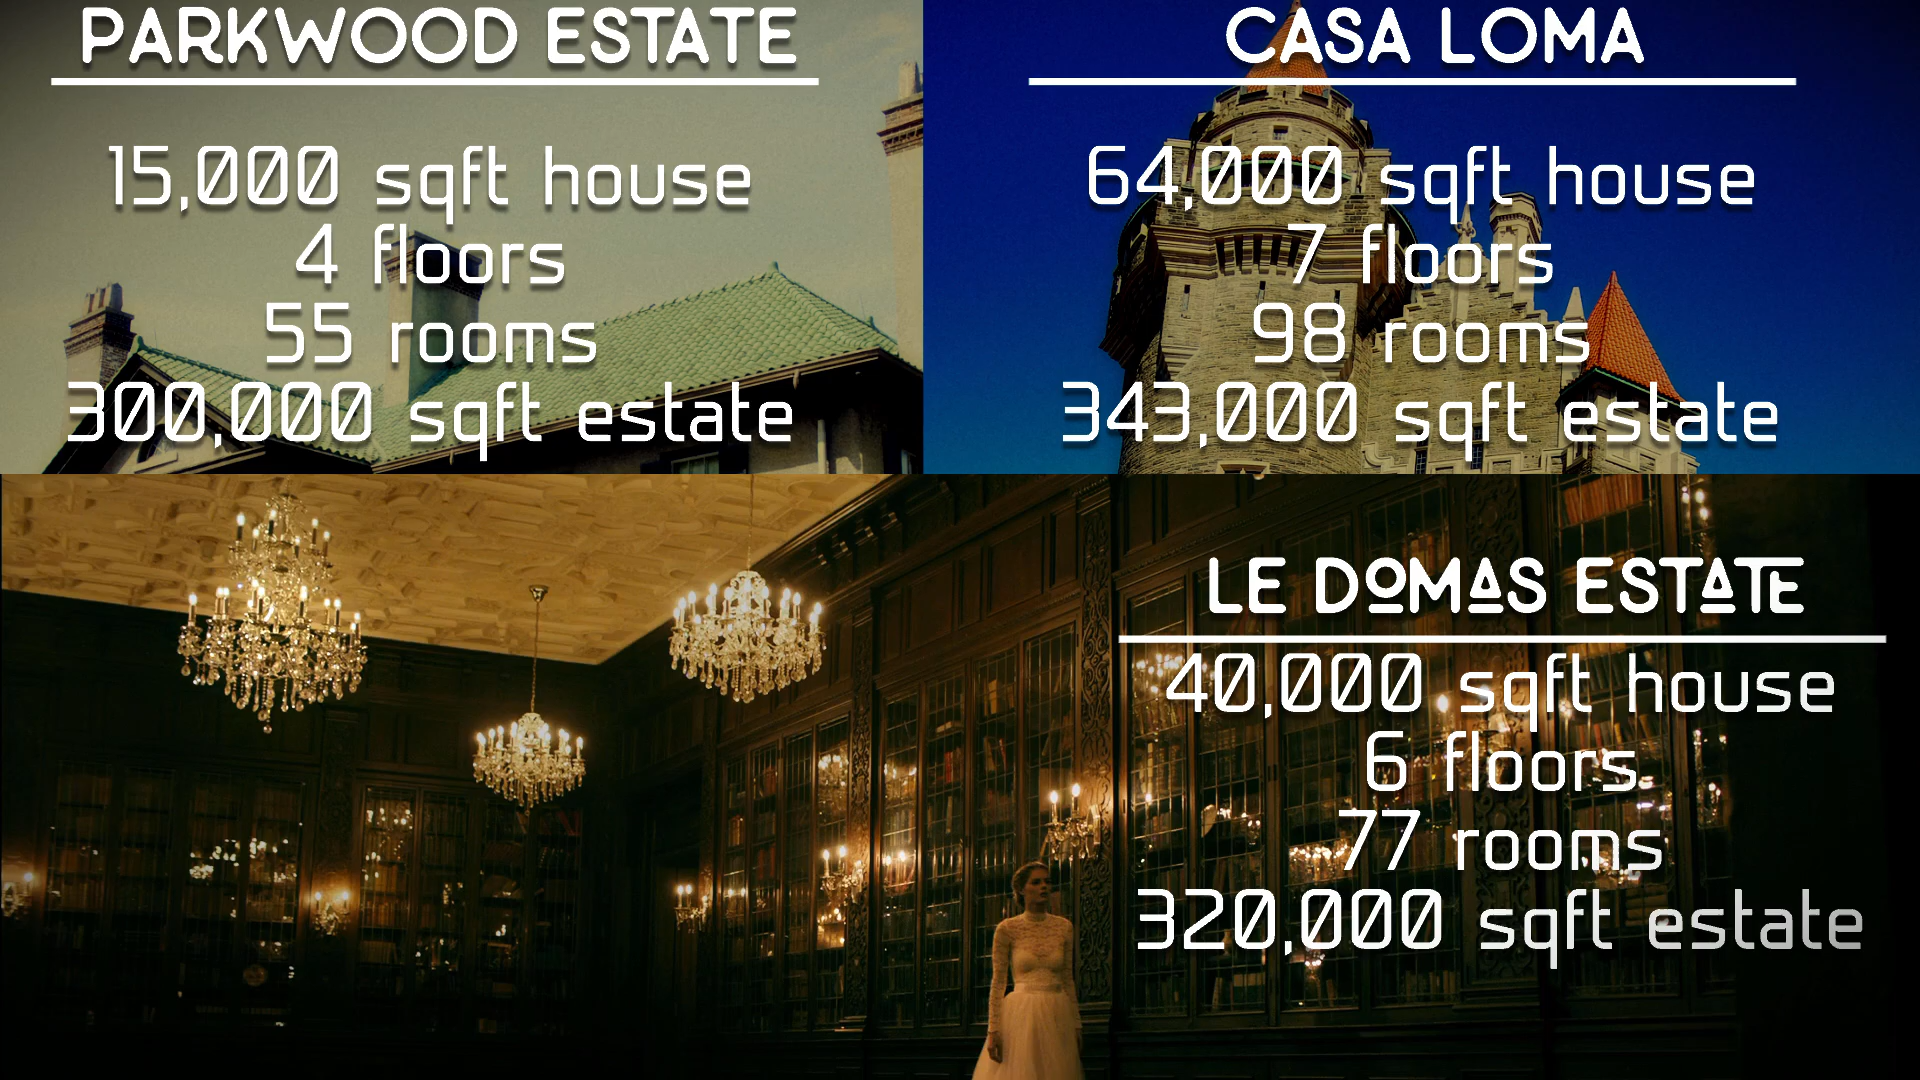 PARKWOOD ESTATE
15,000 sqft house
4 floors
55 rooms
300,000 sqft estate
CASA LOMA
64,000 sqft house
7 floors
98 rooms
343,000 sqft estate
LE DOMAS ESTATE
40,000 sqft house
6 floors
77 rooms
320,000 sqft estate